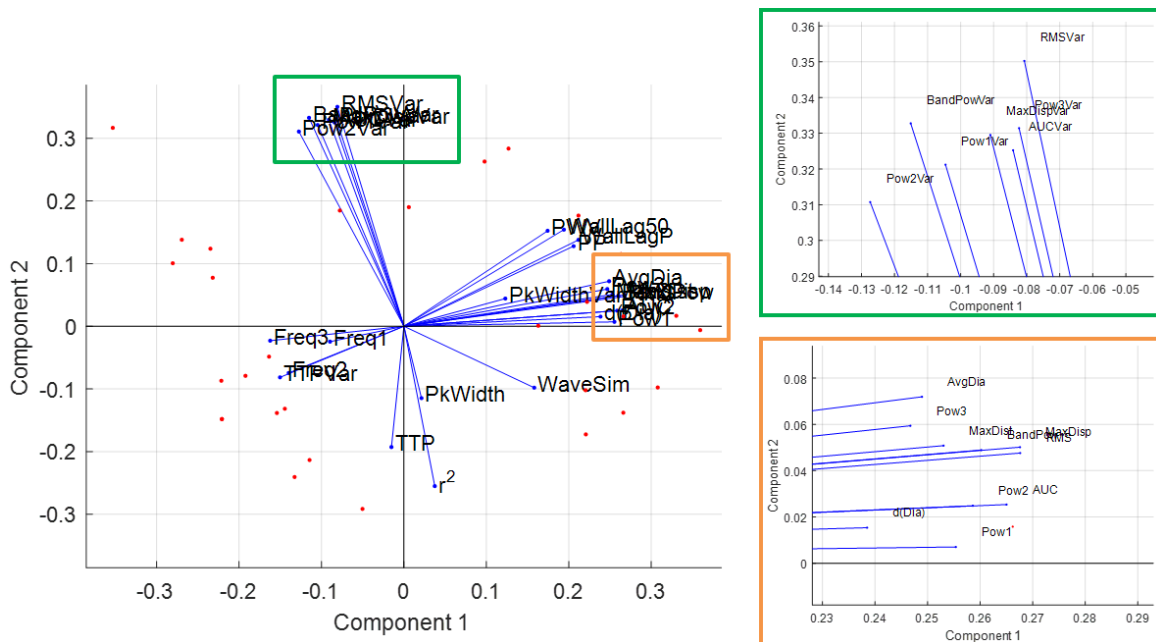 0.3
0.2
0.1
0
-0.1
-0.2
-0.3
-0.3
-0.2
-0.1
0
0.1
0.2
0.3
Component 1
Component 2
RMSVar
Pow2Var
WallLag50
WallLagP
PP
AvgDia
PkWidthVar
d(Dia)
Pow1
Freq3
Freq1
Freq2
TTPVar
PkWidth
WaveSim
TTP
r²
0.36
0.35
0.34
0.33
0.32
0.31
0.3
0.29
-0.14
-0.13
-0.12
-0.11
-0.1
-0.09
-0.08
-0.07
-0.06
-0.05
Component 1
Component 2
RMSVar
BandPowVar
Pow3Var
MaxDispVar
AUCVar
Pow1Var
Pow2Var
0.08
0.06
0.04
0.02
0
0.23
0.24
0.25
0.26
0.27
0.28
0.29
Component 1
Component 2
AvgDia
Pow3
MaxDist
MaxDisp
RMS
Pow2
AUC
d(Dia)
Pow1